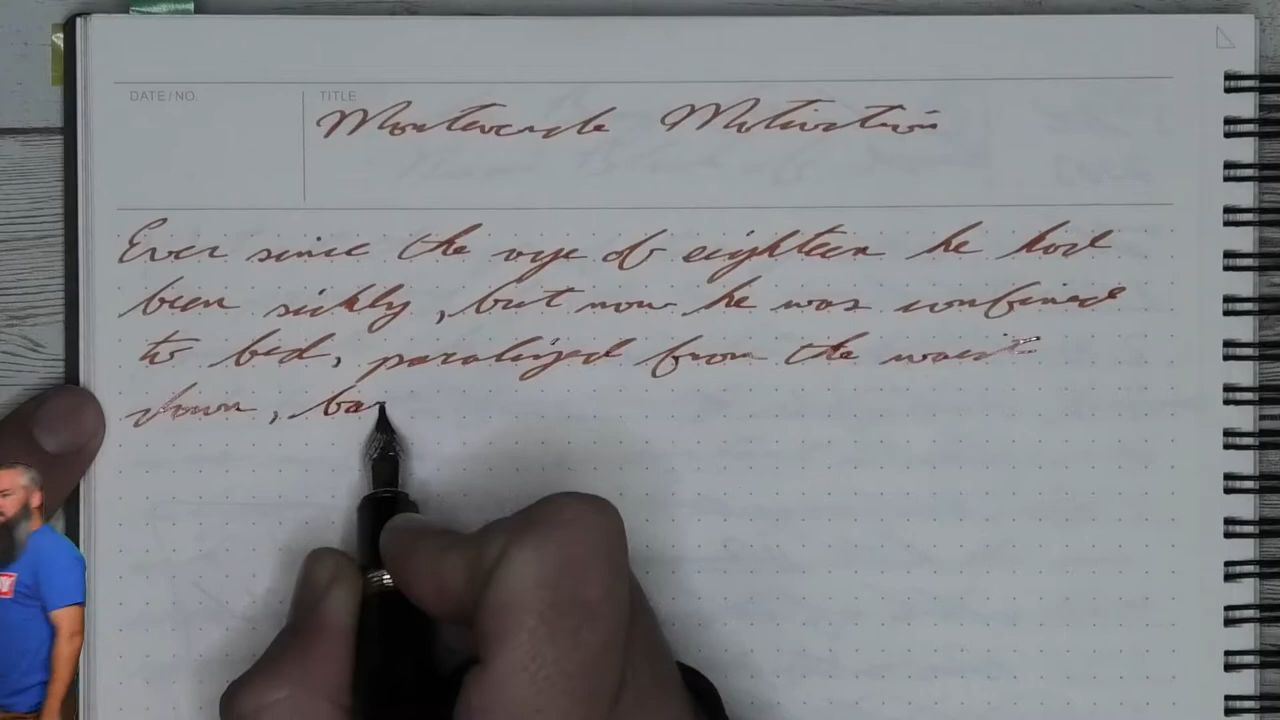 DATE/NO.
TITLE
Monteverde Motivation
Ever since the age of eighteen he had
been sickly, but now he was confined
to bed, paralyzed from the waist
down, ba